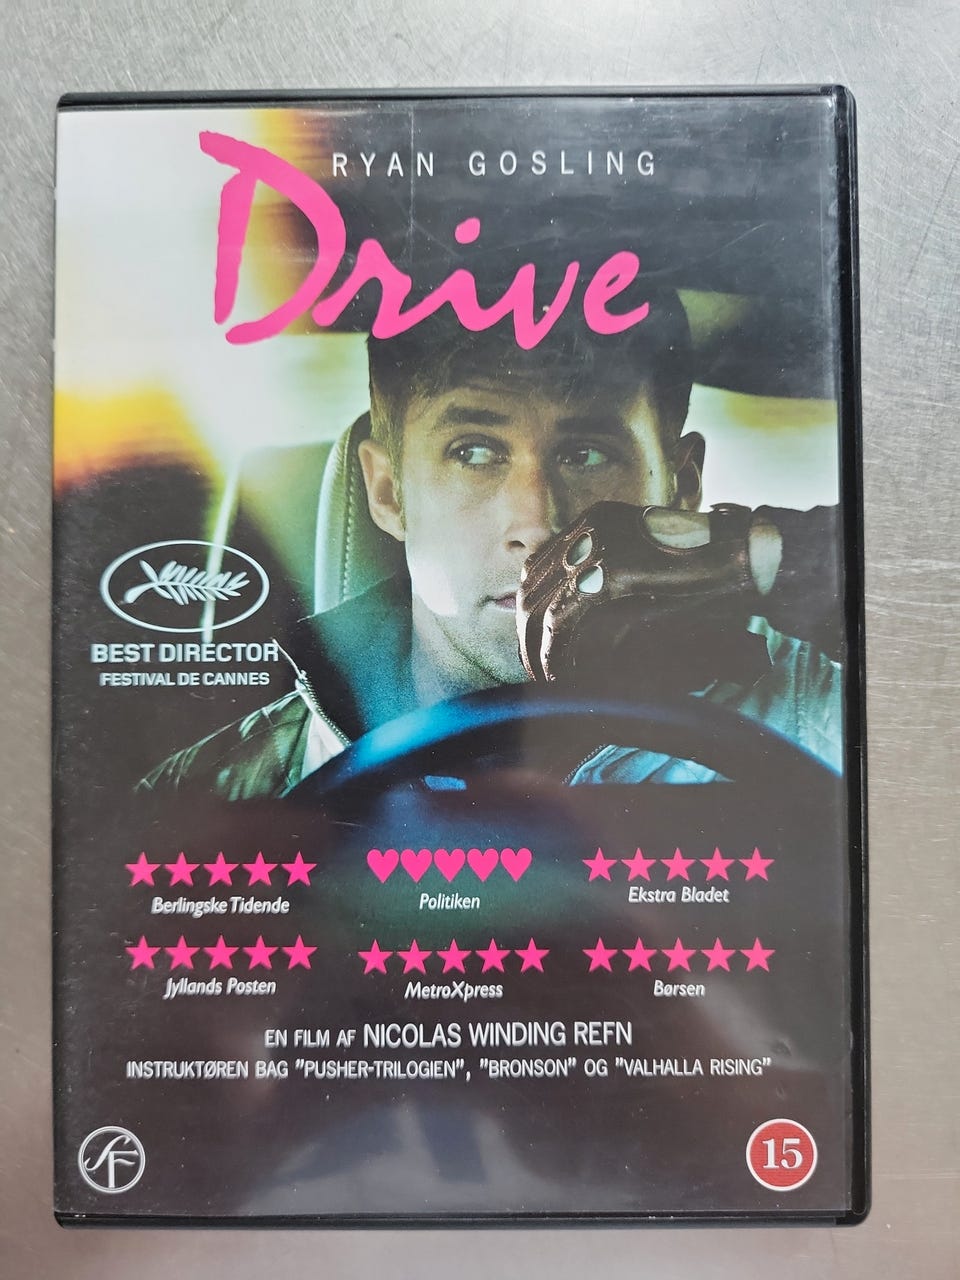 RYAN GOSLING
Drive
BEST DIRECTOR
FESTIVAL DE CANNES
★★★★★ ♥♥♥♥♥ ★★★★★
Berlingske Tidende Politiken Ekstra Bladet
★★★★★ ★★★★★ ★★★★★
Jyllands Posten MetroXpress Børsen
EN FILM AF NICOLAS WINDING REFN
INSTRUKTØREN BAG "PUSHER-TRILOGIEN", "BRONSON" OG "VALHALLA RISING"
SF 15